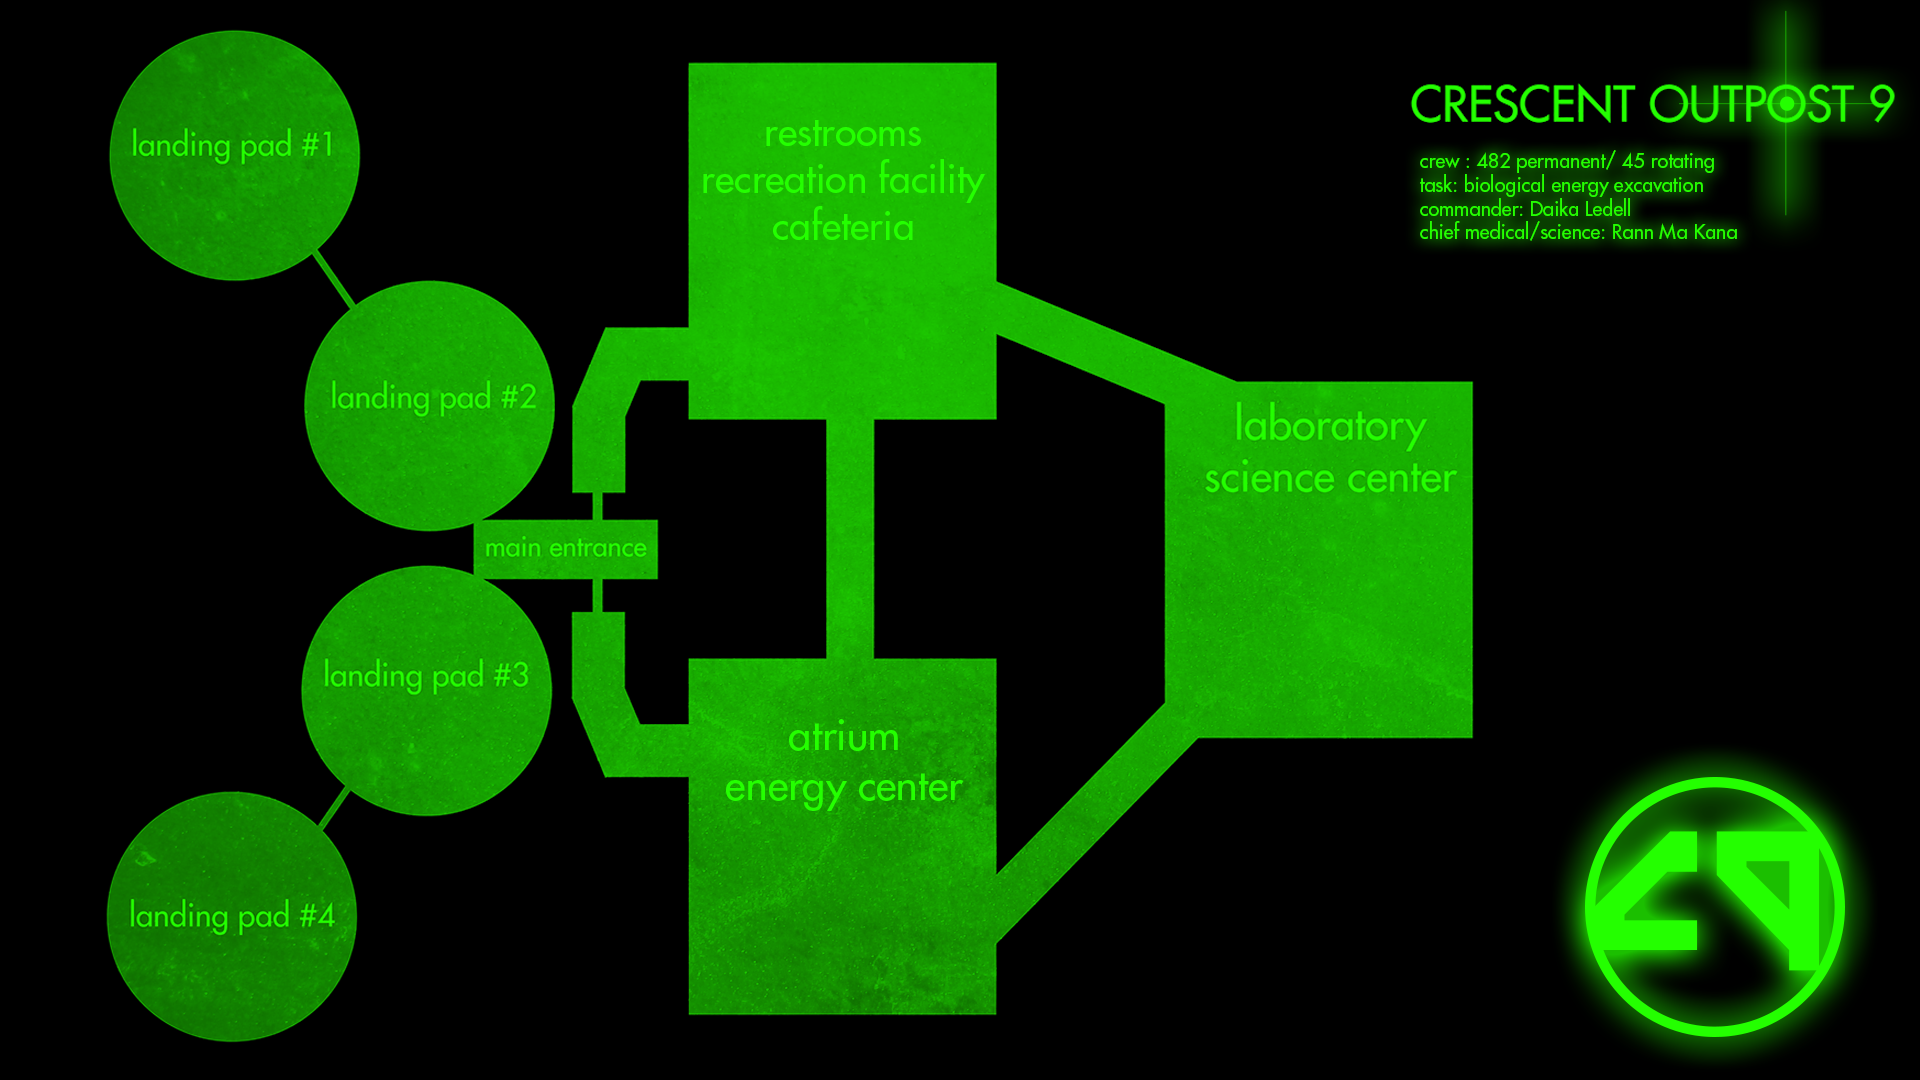 CRESCENT OUTPOST 9
crew : 482 permanent/ 45 rotating
task: biological energy excavation
commander: Daika Ledell
chief medical/science: Rann Ma Kana
landing pad #1
landing pad #2
landing pad #3
landing pad #4
main entrance
restrooms
recreation facility
cafeteria
laboratory
science center
atrium
energy center